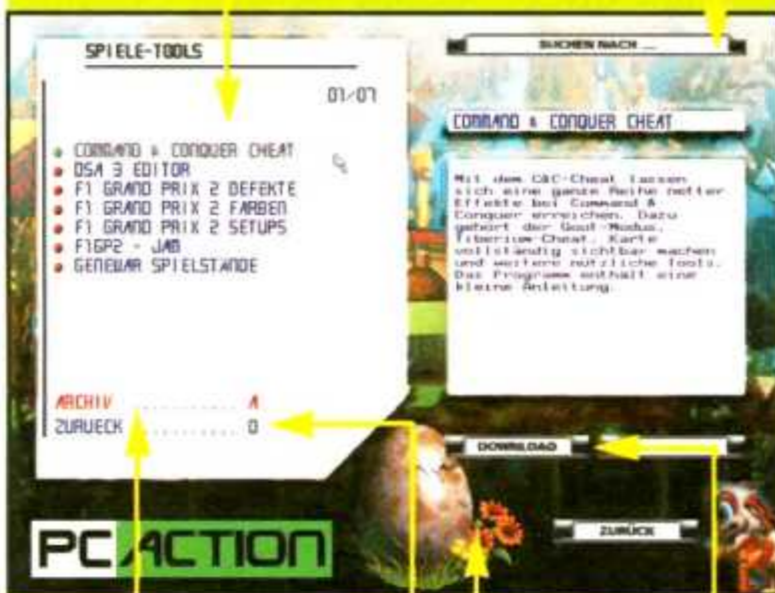 SPIELE-TOOLS
01/07
COMMAND & CONQUER CHEAT
DSA 3 EDITOR
F1 GRAND PRIX 2 DEFEKTE
F1 GRAND PRIX 2 FARBEN
F1 GRAND PRIX 2 SETUPS
F1GP2 - JAM
GENEWAR SPIELSTANDE
ARCHIV .......... A
ZURUECK .......... 0
SUCHEN NACH ...
COMMAND & CONQUER CHEAT
Mit dem C&C-Cheat lassen
sich eine ganze Reihe netter
Effekte bei Command &
Conquer erreichen. Dazu
gehört der Gout-Modus,
Tiberium-Cheat, Karte
vollständig sichtbar machen
und weitere nützliche Tools.
Das Programm enthält eine
kleine Anleitung.
DOWNLOAD
ZURÜCK
PC ACTION